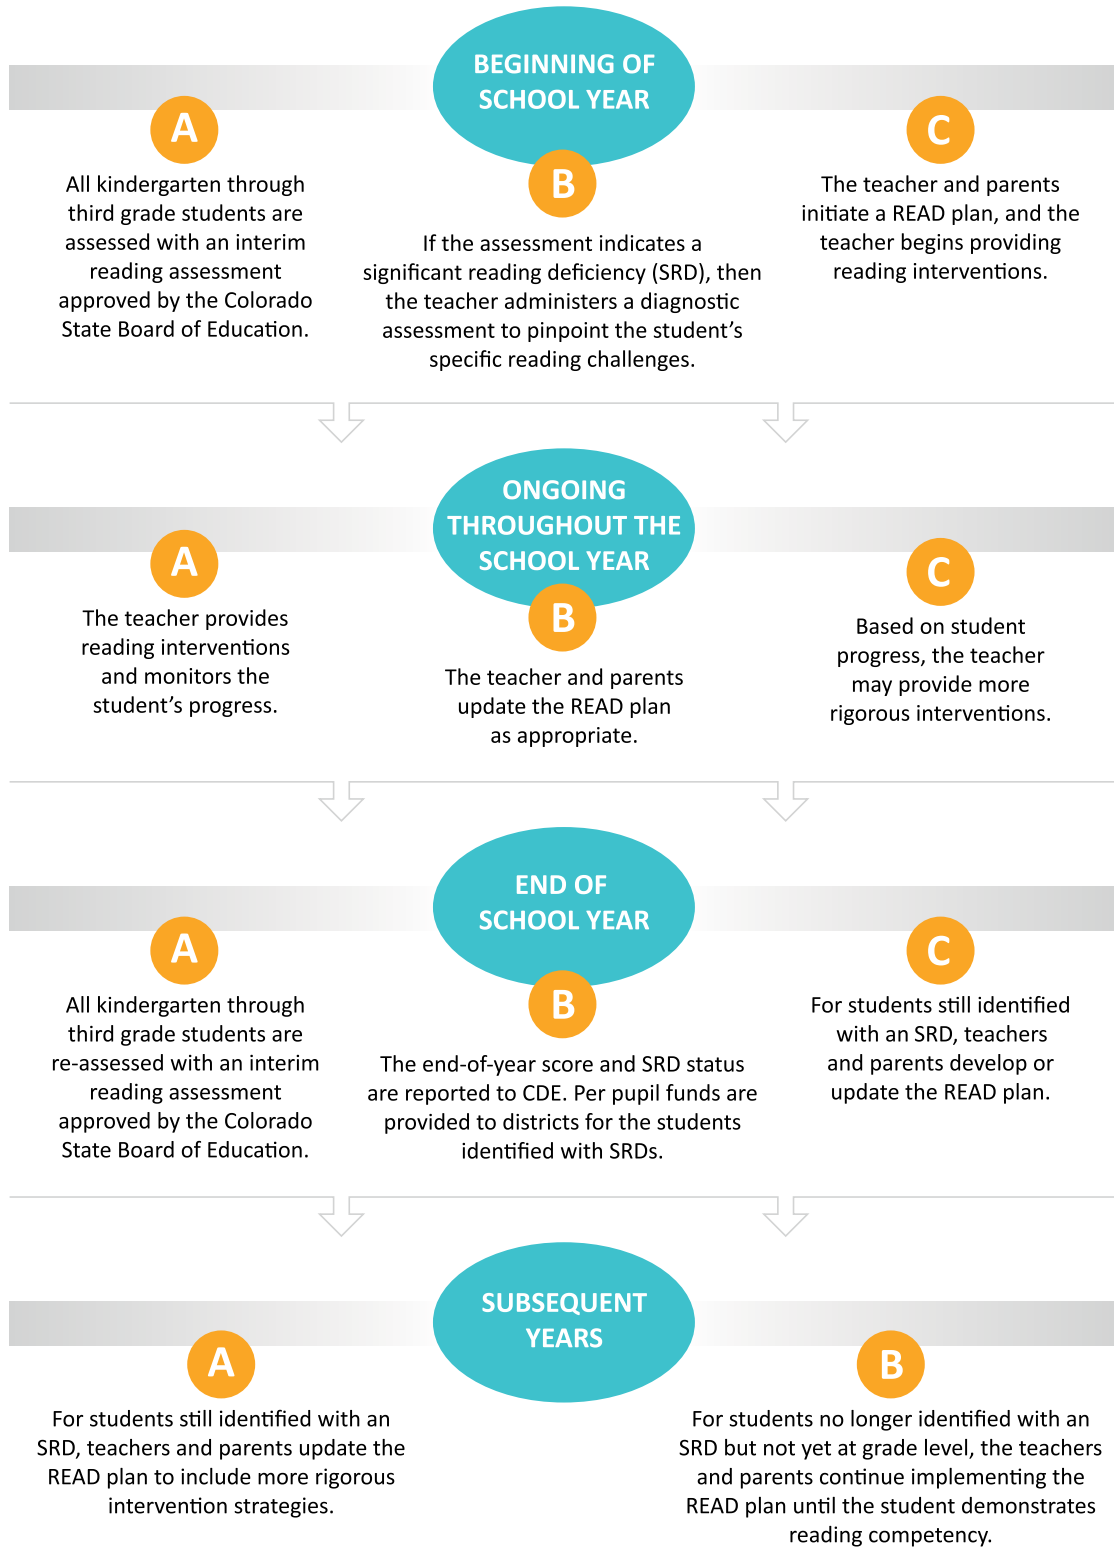 BEGINNING OF
SCHOOL YEAR
A
All kindergarten through
third grade students are
assessed with an interim
reading assessment
approved by the Colorado
State Board of Education.
B
If the assessment indicates a
significant reading deficiency (SRD), then
the teacher administers a diagnostic
assessment to pinpoint the student’s
specific reading challenges.
C
The teacher and parents
initiate a READ plan, and the
teacher begins providing
reading interventions.
ONGOING
THROUGHOUT THE
SCHOOL YEAR
A
The teacher provides
reading interventions
and monitors the
student’s progress.
B
The teacher and parents
update the READ plan
as appropriate.
C
Based on student
progress, the teacher
may provide more
rigorous interventions.
END OF
SCHOOL YEAR
A
All kindergarten through
third grade students are
re-assessed with an interim
reading assessment
approved by the Colorado
State Board of Education.
B
The end-of-year score and SRD status
are reported to CDE. Per pupil funds are
provided to districts for the students
identified with SRDs.
C
For students still identified
with an SRD, teachers
and parents develop or
update the READ plan.
SUBSEQUENT
YEARS
A
For students still identified with an
SRD, teachers and parents update the
READ plan to include more rigorous
intervention strategies.
B
For students no longer identified with an
SRD but not yet at grade level, the teachers
and parents continue implementing the
READ plan until the student demonstrates
reading competency.